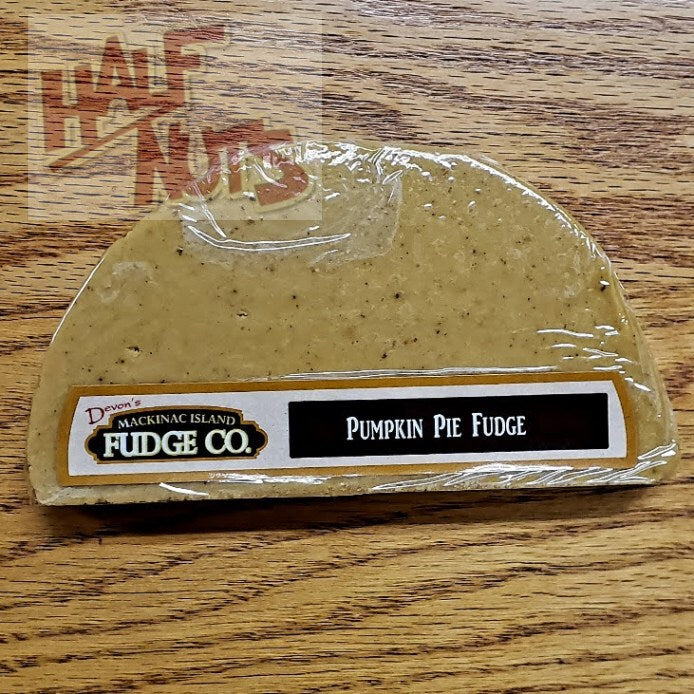 HALF
NUTS
Devon's
MACKINAC ISLAND
FUDGE CO.
PUMPKIN PIE FUDGE